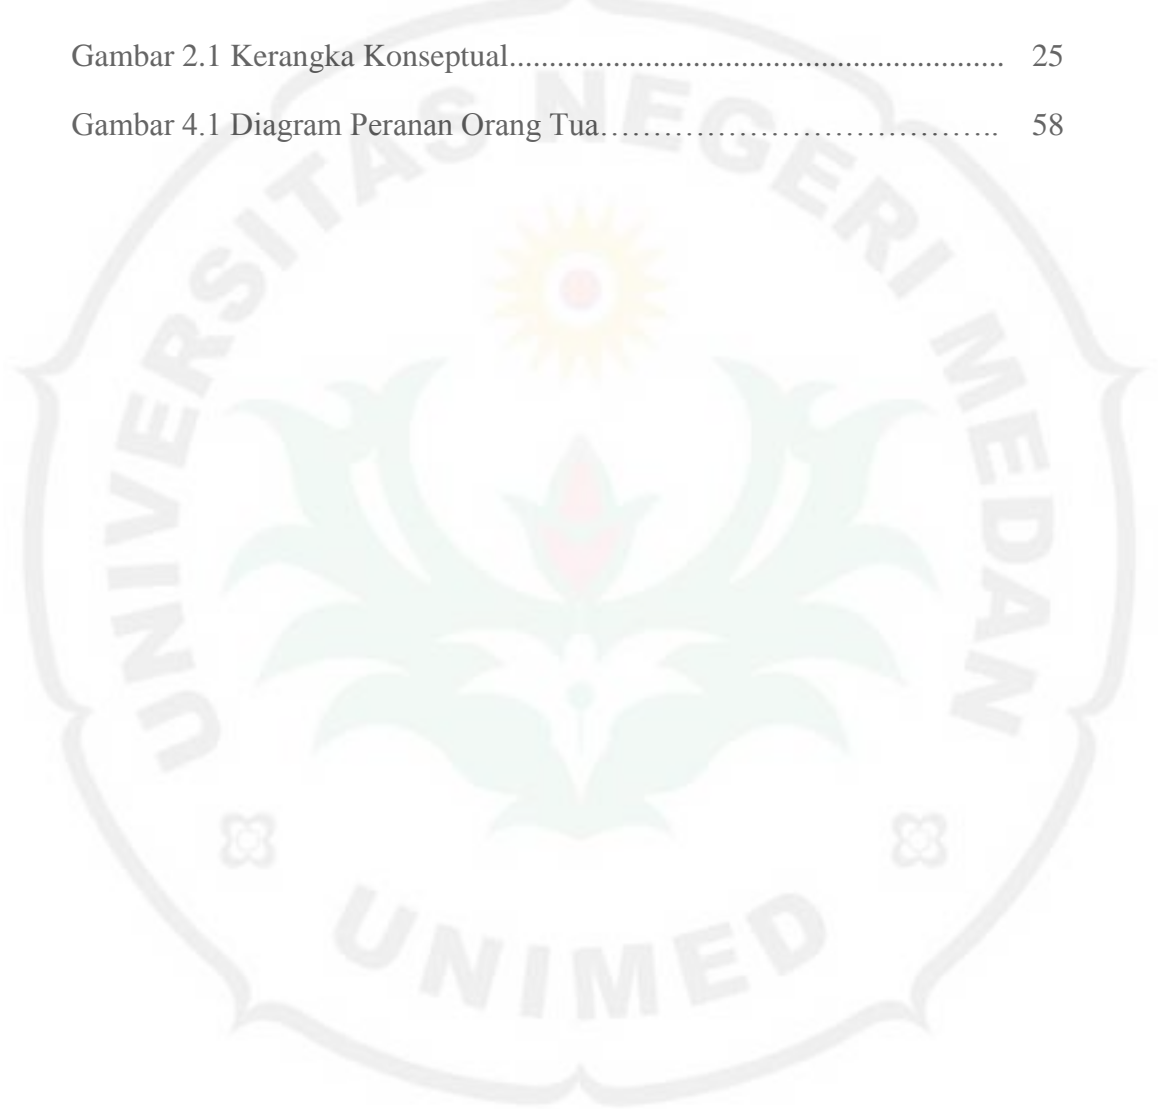 Gambar 2.1 Kerangka Konseptual.............................................................. 25
Gambar 4.1 Diagram Peranan Orang Tua……………………………….. 58
UNIVERSITAS NEGERI MEDAN
UNIMED